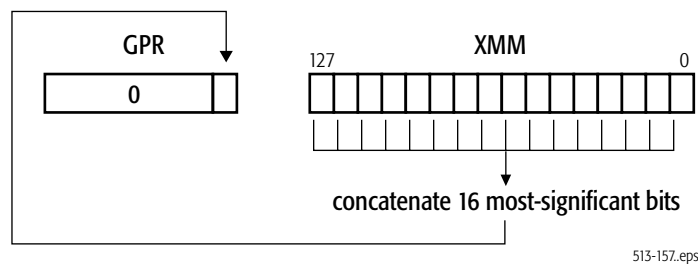 GPR
XMM
127
0
0
concatenate 16 most-significant bits
513-157..eps